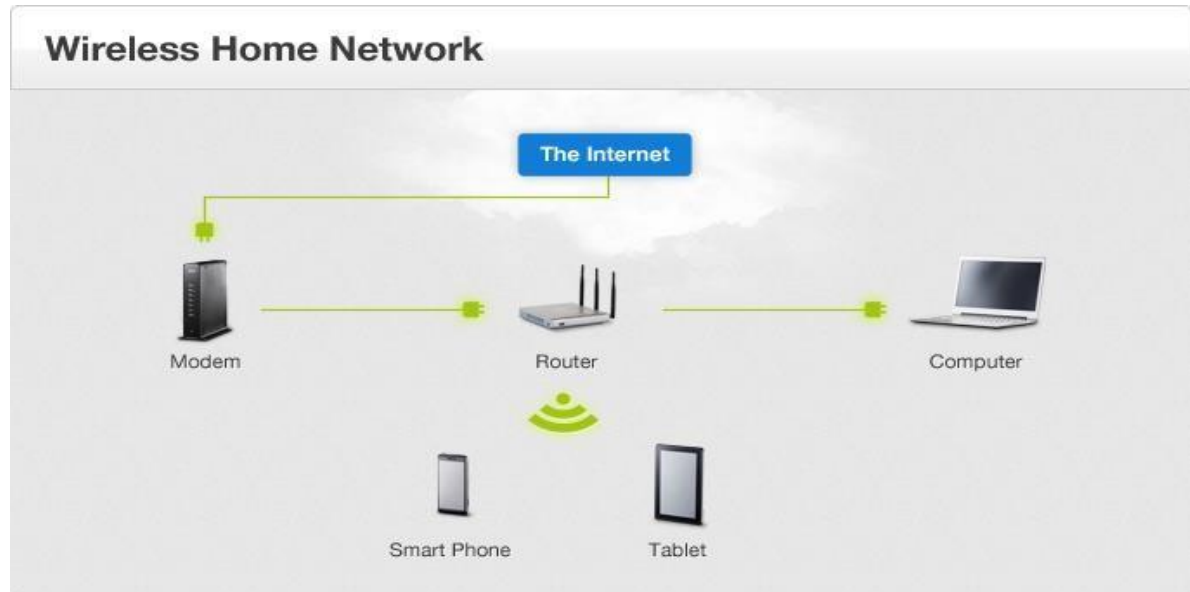 Wireless Home Network
The Internet
Modem
Router
Computer
Smart Phone
Tablet